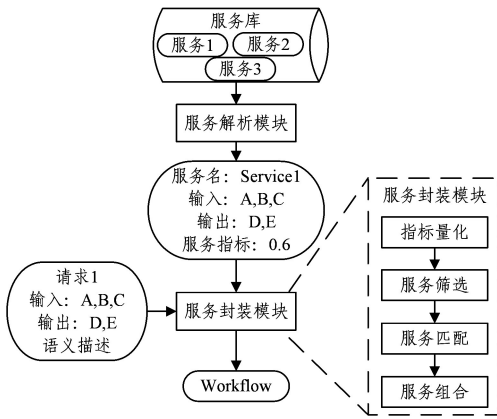 服务库
服务1
服务2
服务3
服务解析模块
服务名：Service1
输入：A,B,C
输出：D,E
服务指标：0.6
请求1
输入：A,B,C
输出：D,E
语义描述
服务封装模块
Workflow
服务封装模块
指标量化
服务筛选
服务匹配
服务组合